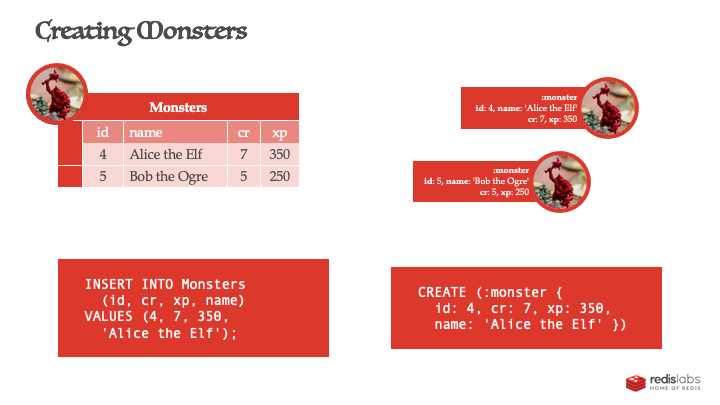 Creating Monsters
Monsters
id name cr xp
4 Alice the Elf 7 350
5 Bob the Ogre 5 250
:monster
id: 4, name: 'Alice the Elf'
cr: 7, xp: 350
:monster
id: 5, name: 'Bob the Ogre'
cr: 5, xp: 250
INSERT INTO Monsters
(id, cr, xp, name)
VALUES (4, 7, 350,
'Alice the Elf');
CREATE (:monster {
id: 4, cr: 7, xp: 350,
name: 'Alice the Elf' })
redislabs
HOME OF REDIS